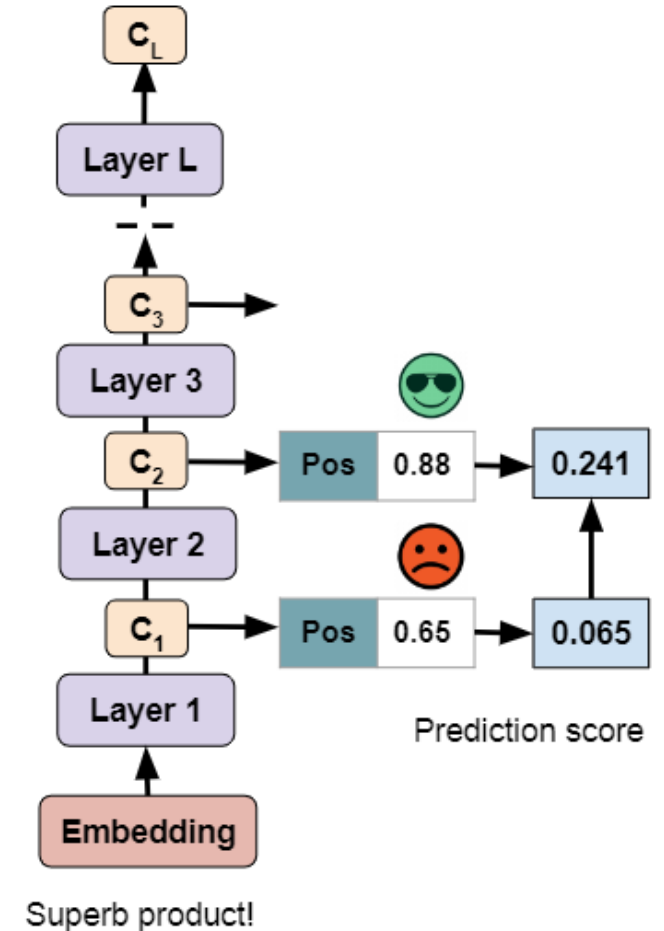 C_L
Layer L
C_3
Layer 3
C_2
Pos 0.88 0.241
Layer 2
C_1
Pos 0.65 0.065
Layer 1
Prediction score
Embedding
Superb product!